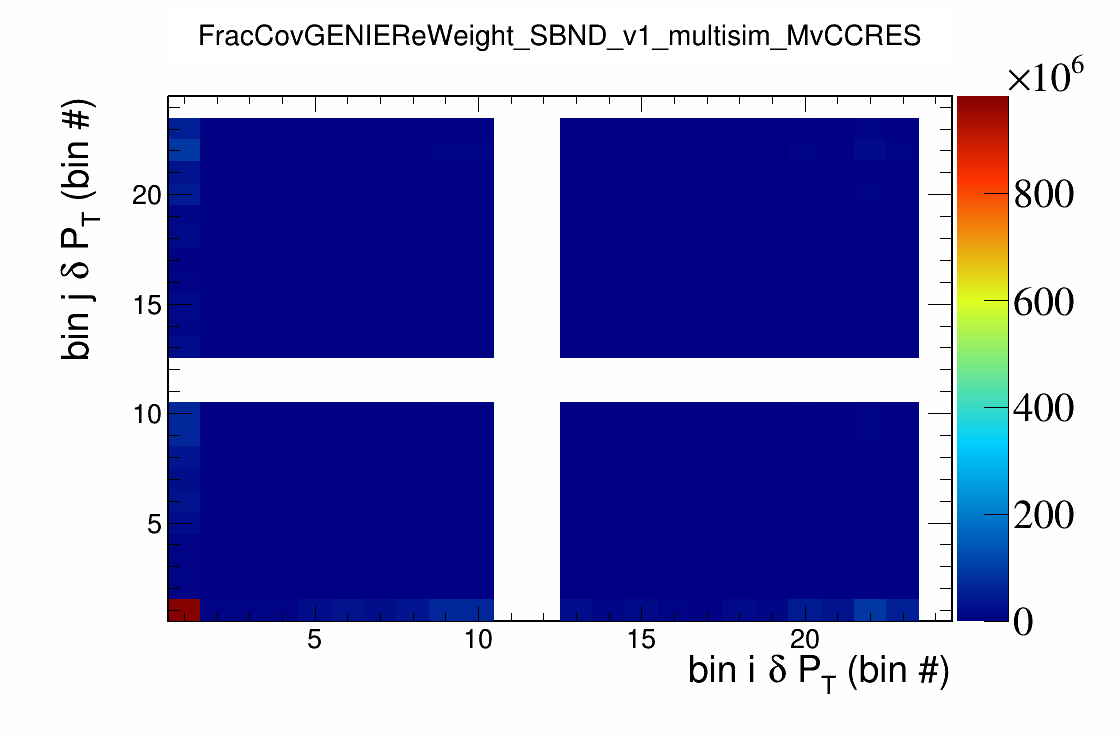 FracCovGENIEReWeight_SBND_v1_multisim_MvCCRES
×10⁶
bin j δ P_T (bin #)
20
15
10
5
800
600
400
200
0
5 10 15 20
bin i δ P_T (bin #)